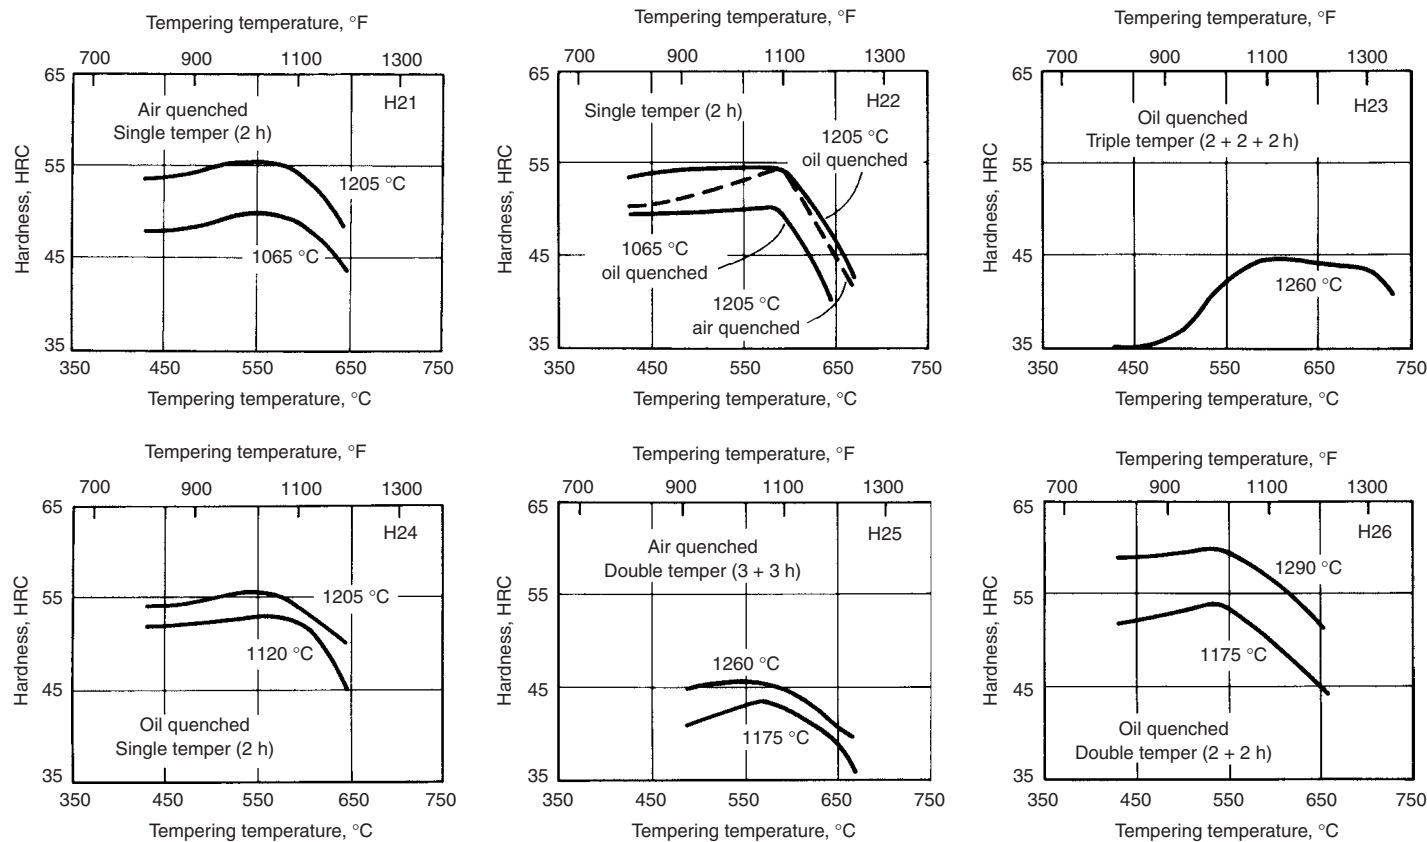 Tempering temperature, °F
700 900 1100 1300
65
55
45
35
Hardness, HRC
H21
Air quenched
Single temper (2 h)
1205 °C
1065 °C
350 450 550 650 750
Tempering temperature, °C
Tempering temperature, °F
700 900 1100 1300
65
55
45
35
Hardness, HRC
H22
Single temper (2 h)
1205 °C
oil quenched
1065 °C
oil quenched
1205 °C
air quenched
350 450 550 650 750
Tempering temperature, °C
Tempering temperature, °F
700 900 1100 1300
65
55
45
35
Hardness, HRC
H23
Oil quenched
Triple temper (2 + 2 + 2 h)
1260 °C
350 450 550 650 750
Tempering temperature, °C
Tempering temperature, °F
700 900 1100 1300
65
55
45
35
Hardness, HRC
H24
1205 °C
1120 °C
Oil quenched
Single temper (2 h)
350 450 550 650 750
Tempering temperature, °C
Tempering temperature, °F
700 900 1100 1300
65
55
45
35
Hardness, HRC
H25
Air quenched
Double temper (3 + 3 h)
1260 °C
1175 °C
350 450 550 650 750
Tempering temperature, °C
Tempering temperature, °F
700 900 1100 1300
65
55
45
35
Hardness, HRC
H26
1290 °C
1175 °C
Oil quenched
Double temper (2 + 2 h)
350 450 550 650 750
Tempering temperature, °C